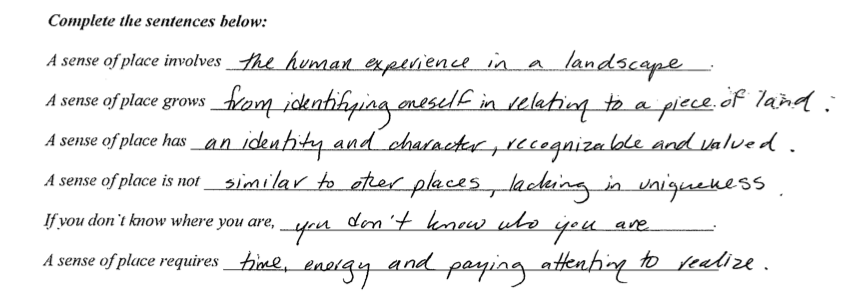 Complete the sentences below:
A sense of place involves the human experience in a landscape.
A sense of place grows from identifying oneself in relation to a piece of land.
A sense of place has an identity and character, recognizable and valued.
A sense of place is not similar to other places, lacking in uniqueness.
If you don't know where you are, you don't know who you are.
A sense of place requires time, energy and paying attention to realize.